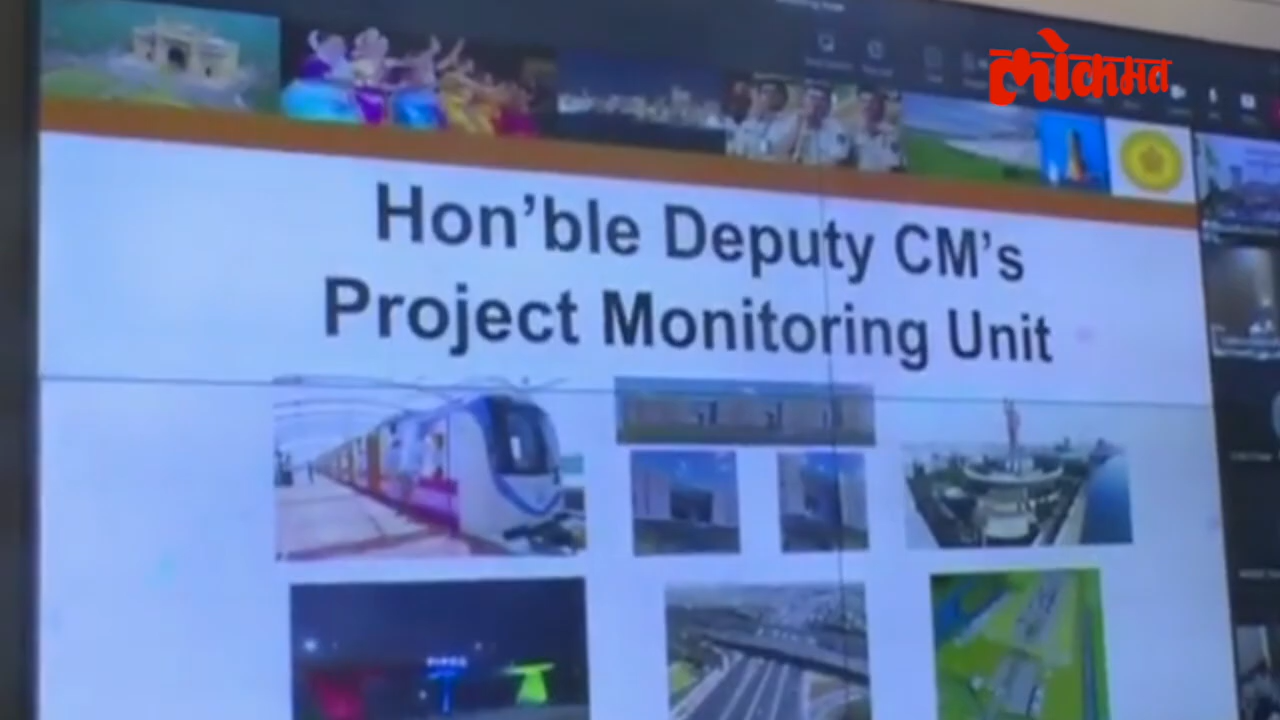 लोकमत
Hon'ble Deputy CM's
Project Monitoring Unit